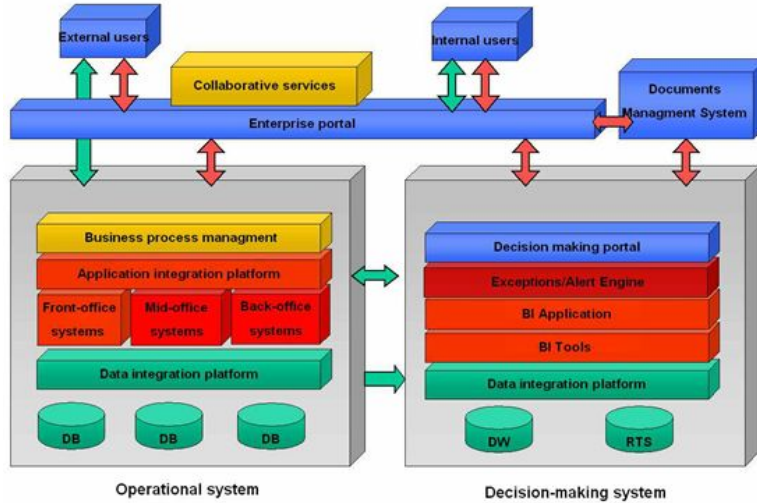 External users
Internal users
Collaborative services
Documents
Managment System
Enterprise portal
Business process managment
Application integration platform
Front-office
systems
Mid-office
systems
Back-office
systems
Data integration platform
DB
DB
DB
Operational system
Decision making portal
Exceptions/Alert Engine
BI Application
BI Tools
Data integration platform
DW
RTS
Decision-making system